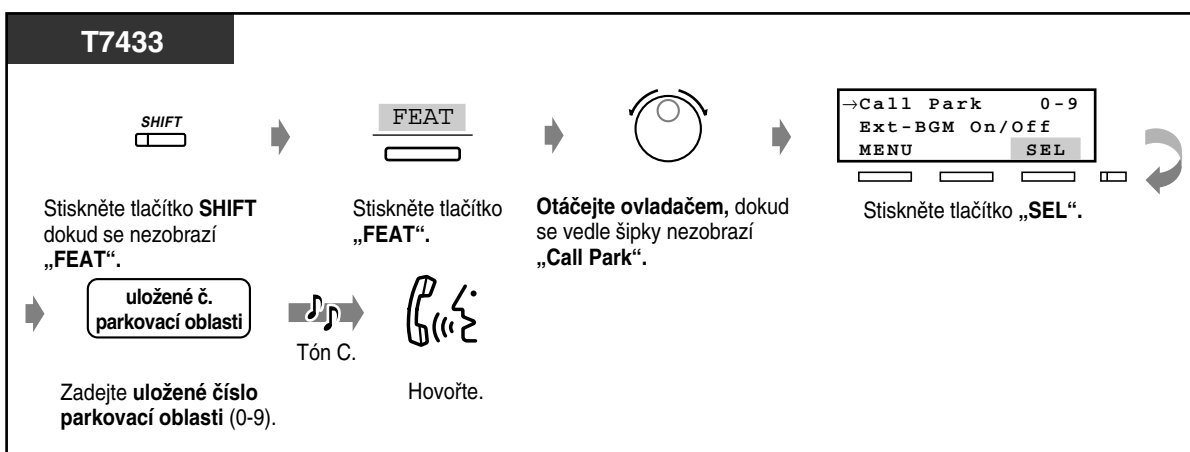 T7433
SHIFT
FEAT
→Call Park 0-9
Ext-BGM On/Off
MENU SEL
Stiskněte tlačítko SHIFT
dokud se nezobrazí
„FEAT“.
Stiskněte tlačítko
„FEAT“.
Otáčejte ovladačem, dokud
se vedle šipky nezobrazí
„Call Park“.
Stiskněte tlačítko „SEL“.
uložené č.
parkovací oblasti
Tón C.
Zadejte uložené číslo
parkovací oblasti (0-9).
Hovořte.